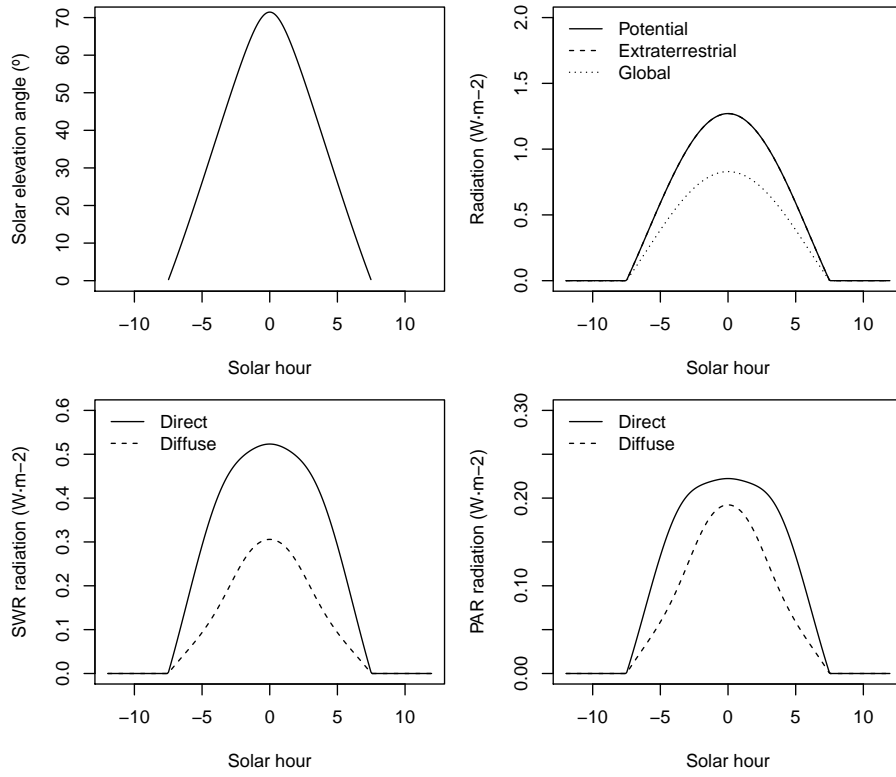 Solar elevation angle (º)
70
60
50
40
30
20
10
0
−10 −5 0 5 10
Solar hour
Radiation (W·m−2)
2.0
1.5
1.0
0.5
0.0
Potential
Extraterrestrial
Global
−10 −5 0 5 10
Solar hour
SWR radiation (W·m−2)
0.6
0.5
0.4
0.3
0.2
0.1
0.0
Direct
Diffuse
−10 −5 0 5 10
Solar hour
PAR radiation (W·m−2)
0.30
0.20
0.10
0.00
Direct
Diffuse
−10 −5 0 5 10
Solar hour